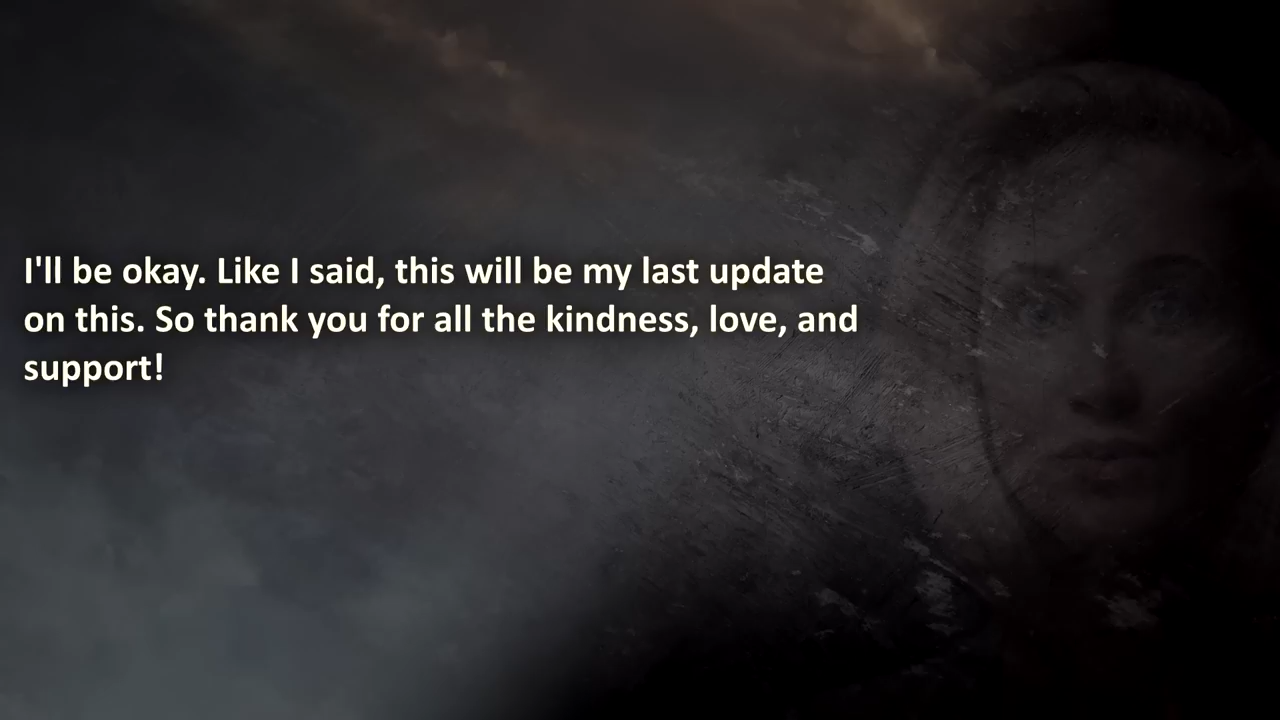 I'll be okay. Like I said, this will be my last update
on this. So thank you for all the kindness, love, and
support!